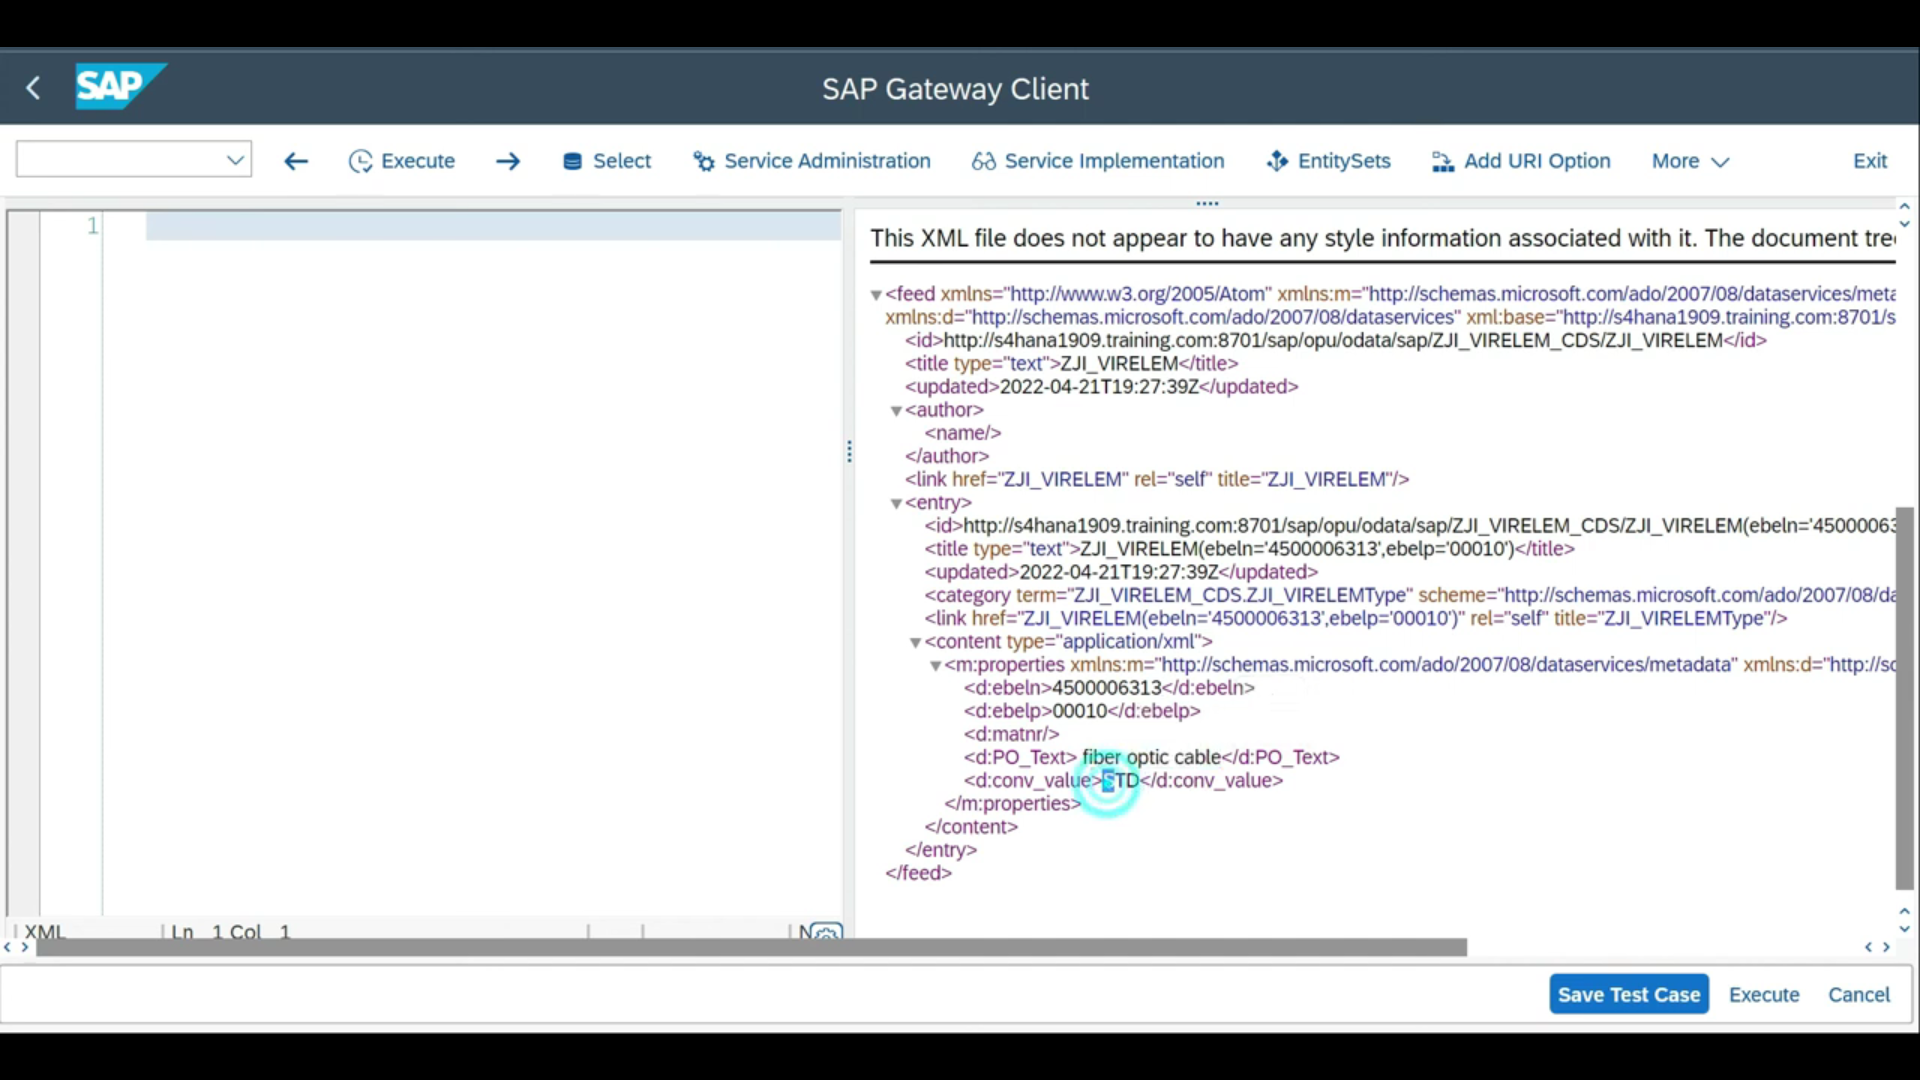 SAP
SAP Gateway Client
Execute Select Service Administration Service Implementation EntitySets Add URI Option More Exit
1
This XML file does not appear to have any style information associated with it. The document tree
<feed xmlns="http://www.w3.org/2005/Atom" xmlns:m="http://schemas.microsoft.com/ado/2007/08/dataservices/meta
xmlns:d="http://schemas.microsoft.com/ado/2007/08/dataservices" xml:base="http://s4hana1909.training.com:8701/s
<id>http://s4hana1909.training.com:8701/sap/opu/odata/sap/ZJI_VIRELEM_CDS/ZJI_VIRELEM</id>
<title type="text">ZJI_VIRELEM</title>
<updated>2022-04-21T19:27:39Z</updated>
<author>
<name/>
</author>
<link href="ZJI_VIRELEM" rel="self" title="ZJI_VIRELEM"/>
<entry>
<id>http://s4hana1909.training.com:8701/sap/opu/odata/sap/ZJI_VIRELEM_CDS/ZJI_VIRELEM(ebeln='45000063
<title type="text">ZJI_VIRELEM(ebeln='4500006313',ebelp='00010')</title>
<updated>2022-04-21T19:27:39Z</updated>
<category term="ZJI_VIRELEM_CDS.ZJI_VIRELEMType" scheme="http://schemas.microsoft.com/ado/2007/08/da
<link href="ZJI_VIRELEM(ebeln='4500006313',ebelp='00010')" rel="self" title="ZJI_VIRELEMType"/>
<content type="application/xml">
<m:properties xmlns:m="http://schemas.microsoft.com/ado/2007/08/dataservices/metadata" xmlns:d="http://sc
<d:ebeln>4500006313</d:ebeln>
<d:ebelp>00010</d:ebelp>
<d:matnr/>
<d:PO_Text> fiber optic cable</d:PO_Text>
<d:conv_value>STD</d:conv_value>
</m:properties>
</content>
</entry>
</feed>
XML Ln 1 Col 1 N
Save Test Case Execute Cancel